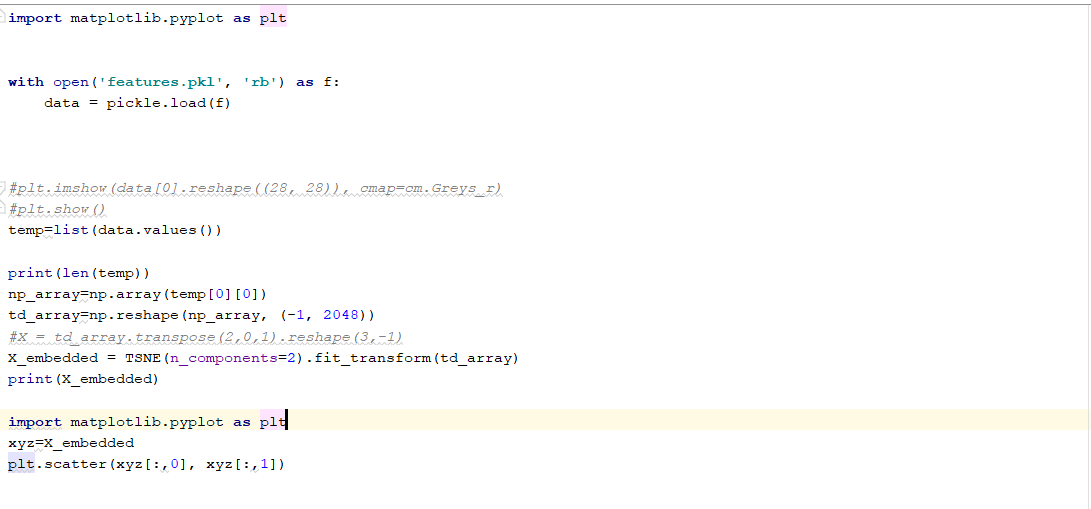 import matplotlib.pyplot as plt
with open('features.pkl', 'rb') as f:
    data = pickle.load(f)
#plt.imshow(data[0].reshape((28, 28)), cmap=cm.Greys_r)
#plt.show()
temp=list(data.values())
print(len(temp))
np_array=np.array(temp[0][0])
td_array=np.reshape(np_array, (-1, 2048))
#X = td_array.transpose(2,0,1).reshape(3,-1)
X_embedded = TSNE(n_components=2).fit_transform(td_array)
print(X_embedded)
import matplotlib.pyplot as plt
xyz=X_embedded
plt.scatter(xyz[:,0], xyz[:,1])